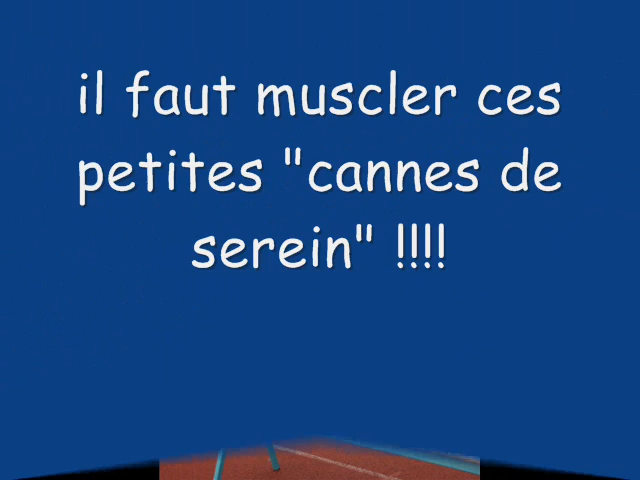 il faut muscler ces
petites "cannes de
serein" !!!!